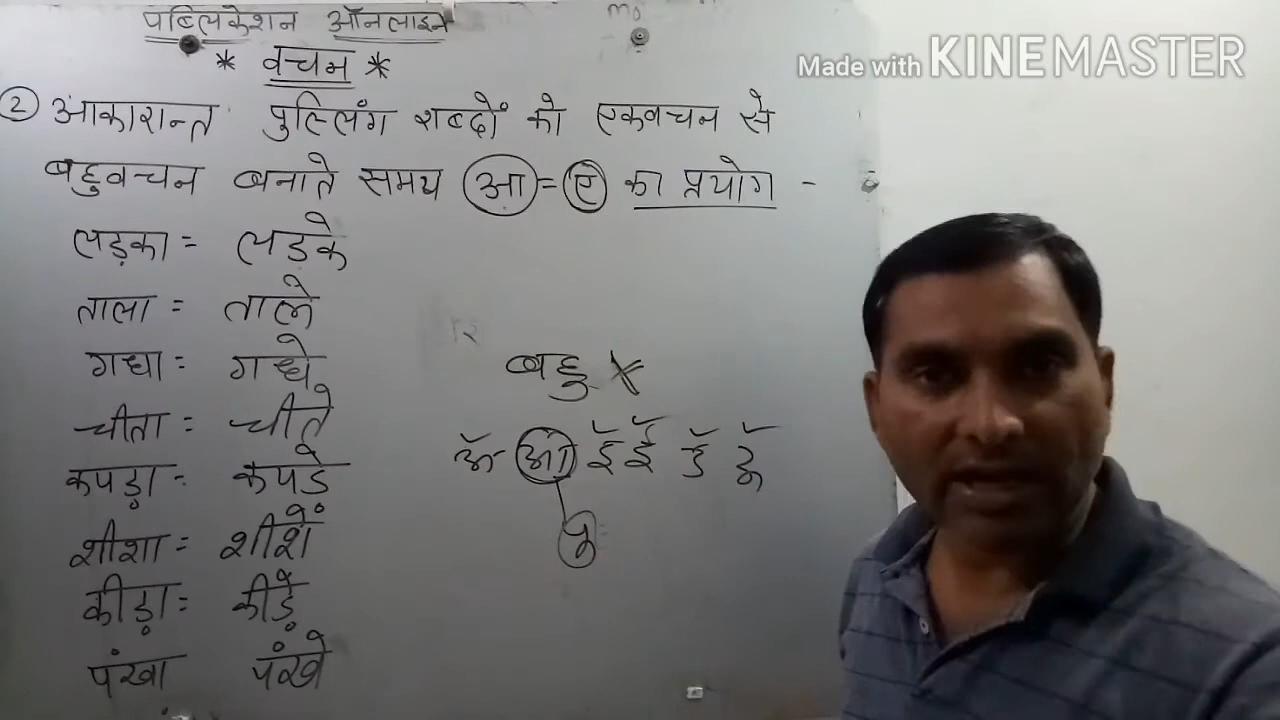 पब्लिकेशन ऑनलाइन
Made with KINEMASTER
* वचन *
② आकारान्त पुल्लिंग शब्दों को एकवचन से
बहुवचन बनाते समय आ = ए का प्रयोग -
लड़का = लड़के
ताला = ताले
गधा = गधे
चीता = चीते
कपड़ा = कपडे
शीशा = शीशें
कीड़ा = कीड़ें
पंखा पंखे
बहु
पु